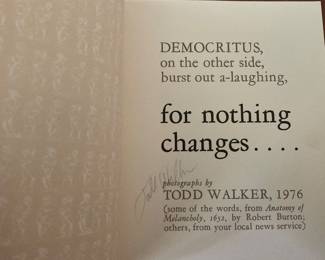 DEMOCRITUS,
on the other side,
burst out a-laughing,
for nothing
changes....
photographs by
TODD WALKER, 1976
(some of the words, from Anatomy of
Melancholy, 1652, by Robert Burton;
others, from your local news service)